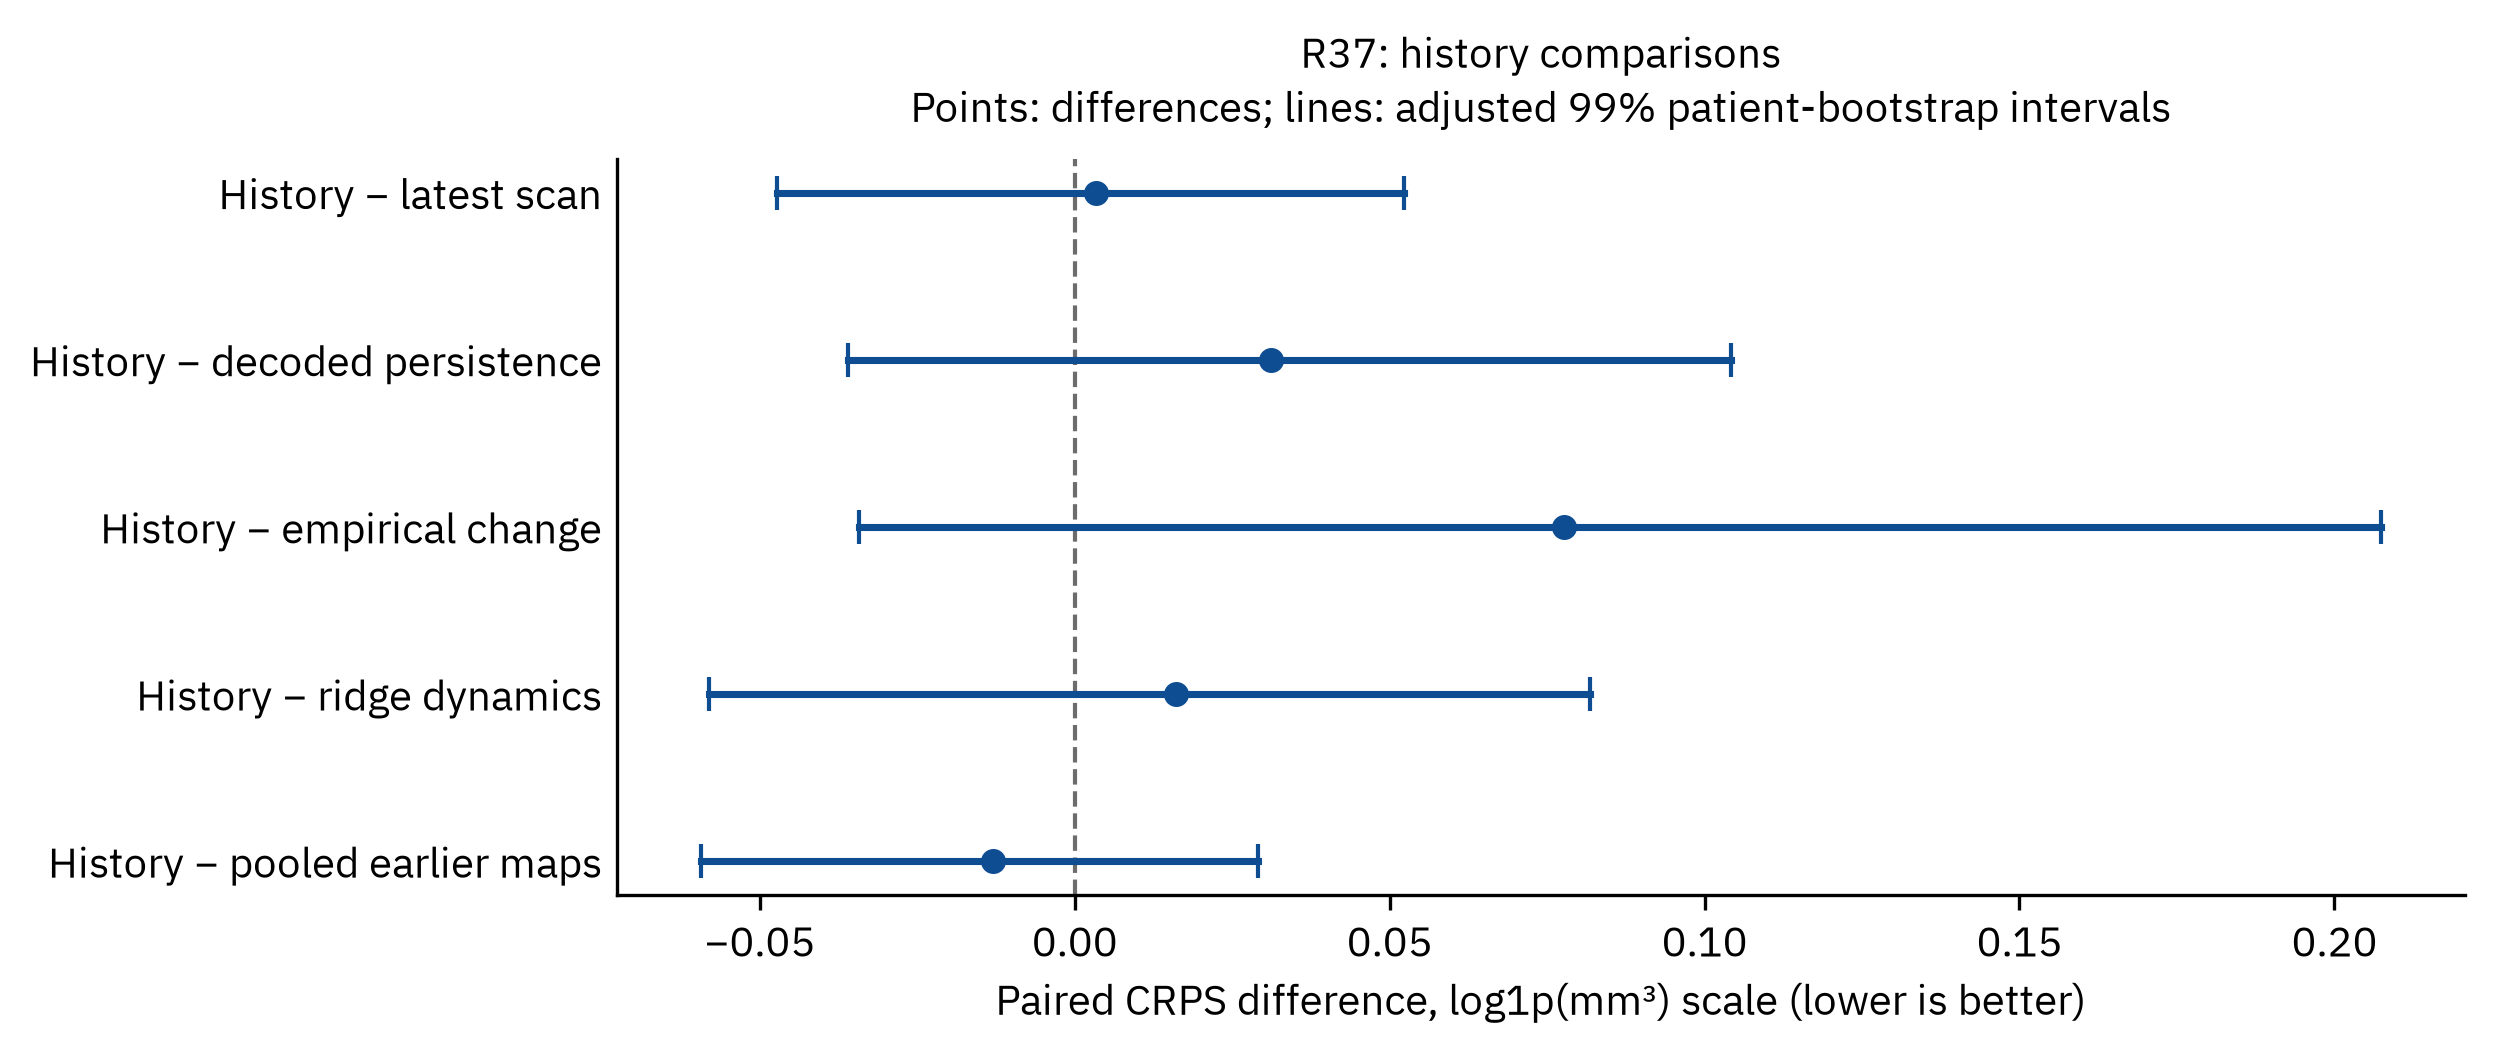 R37: history comparisons
Points: differences; lines: adjusted 99% patient-bootstrap intervals
History – latest scan
History – decoded persistence
History – empirical change
History – ridge dynamics
History – pooled earlier maps
−0.05 0.00 0.05 0.10 0.15 0.20
Paired CRPS difference, log1p(mm³) scale (lower is better)